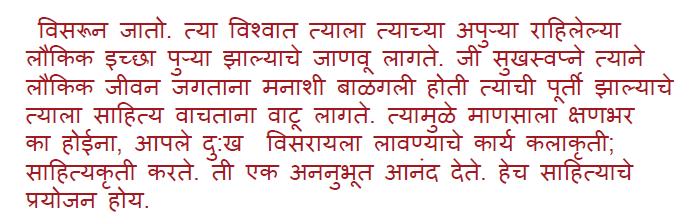 विसरून जातो. त्या विश्वात त्याला त्याच्या अपुऱ्या राहिलेल्या
लौकिक इच्छा पुऱ्या झाल्याचे जाणवू लागते. जी सुखस्वप्ने त्याने
लौकिक जीवन जगताना मनाशी बाळगली होती त्याची पूर्ती झाल्याचे
त्याला साहित्य वाचताना वाटू लागते. त्यामुळे माणसाला क्षणभर
का होईना, आपले दु:ख विसरायला लावण्याचे कार्य कलाकृती;
साहित्यकृती करते. ती एक अननुभूत आनंद देते. हेच साहित्याचे
प्रयोजन होय.